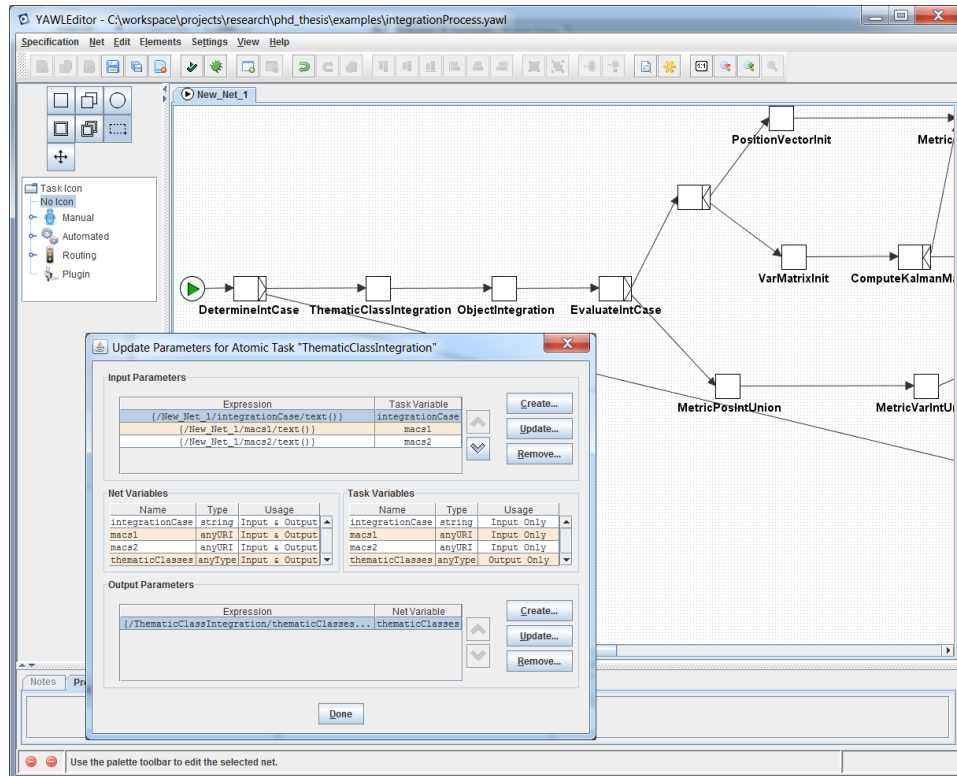 YAWLEditor - C:\workspace\projects\research\phd_thesis\examples\integrationProcess.yawl
Specification Net Edit Elements Settings View Help
New_Net_1
Task Icon
No Icon
Manual
Automated
Routing
Plugin
PositionVectorInit
Metric
VarMatrixInit
ComputeKalmanMa
DetermineIntCase ThematicClassIntegration ObjectIntegration EvaluateIntCase
MetricPosIntUnion
MetricVarIntU
Update Parameters for Atomic Task "ThematicClassIntegration"
Input Parameters
Expression Task Variable
{/New_Net_1/integrationCase/text()} integrationCase
{/New_Net_1/macs1/text()} macs1
{/New_Net_1/macs2/text()} macs2
Create...
Update...
Remove...
Net Variables
Name Type Usage
integrationCase string Input & Output
macs1 anyURI Input & Output
macs2 anyURI Input & Output
thematicClasses anyType Input & Output
Task Variables
Name Type Usage
integrationCase string Input Only
macs1 anyURI Input Only
macs2 anyURI Input Only
thematicClasses anyType Output Only
Output Parameters
Expression Net Variable
{/ThematicClassIntegration/thematicClasses... thematicClasses
Create...
Update...
Remove...
Done
Notes
Pr
Use the palette toolbar to edit the selected net.